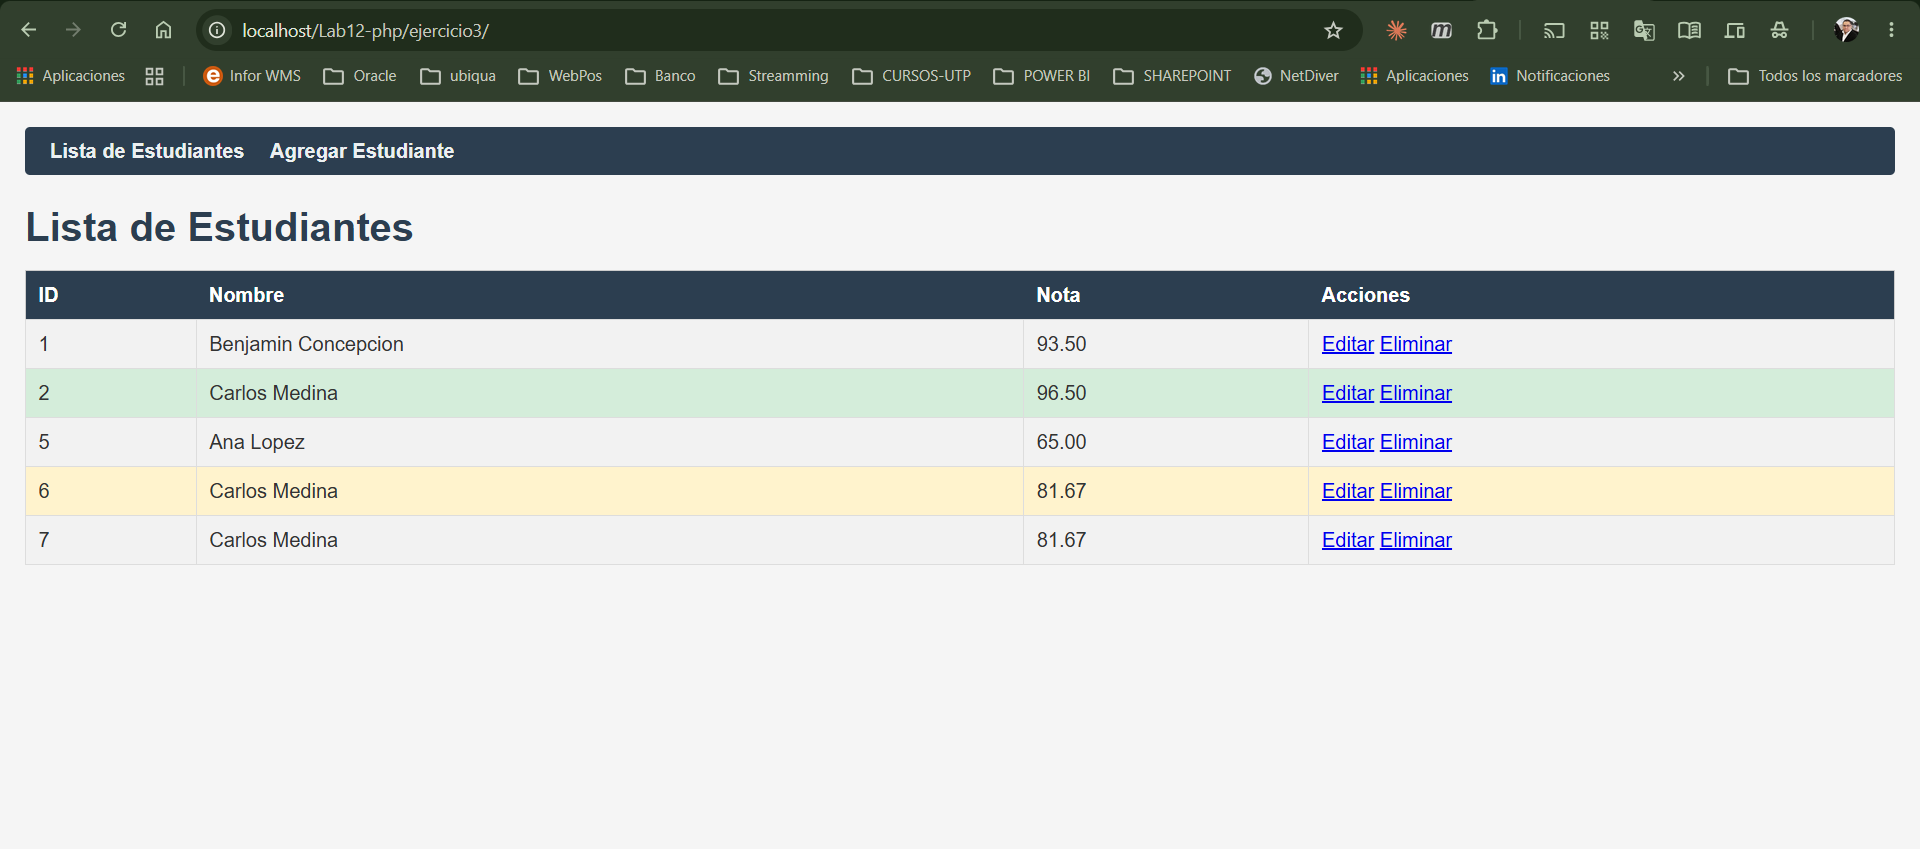 localhost/Lab12-php/ejercicio3/
Aplicaciones Infor WMS Oracle ubiqua WebPos Banco Streamming CURSOS-UTP POWER BI SHAREPOINT NetDiver Aplicaciones Notificaciones » Todos los marcadores
Lista de Estudiantes Agregar Estudiante
Lista de Estudiantes
ID Nombre Nota Acciones
1 Benjamin Concepcion 93.50 Editar Eliminar
2 Carlos Medina 96.50 Editar Eliminar
5 Ana Lopez 65.00 Editar Eliminar
6 Carlos Medina 81.67 Editar Eliminar
7 Carlos Medina 81.67 Editar Eliminar